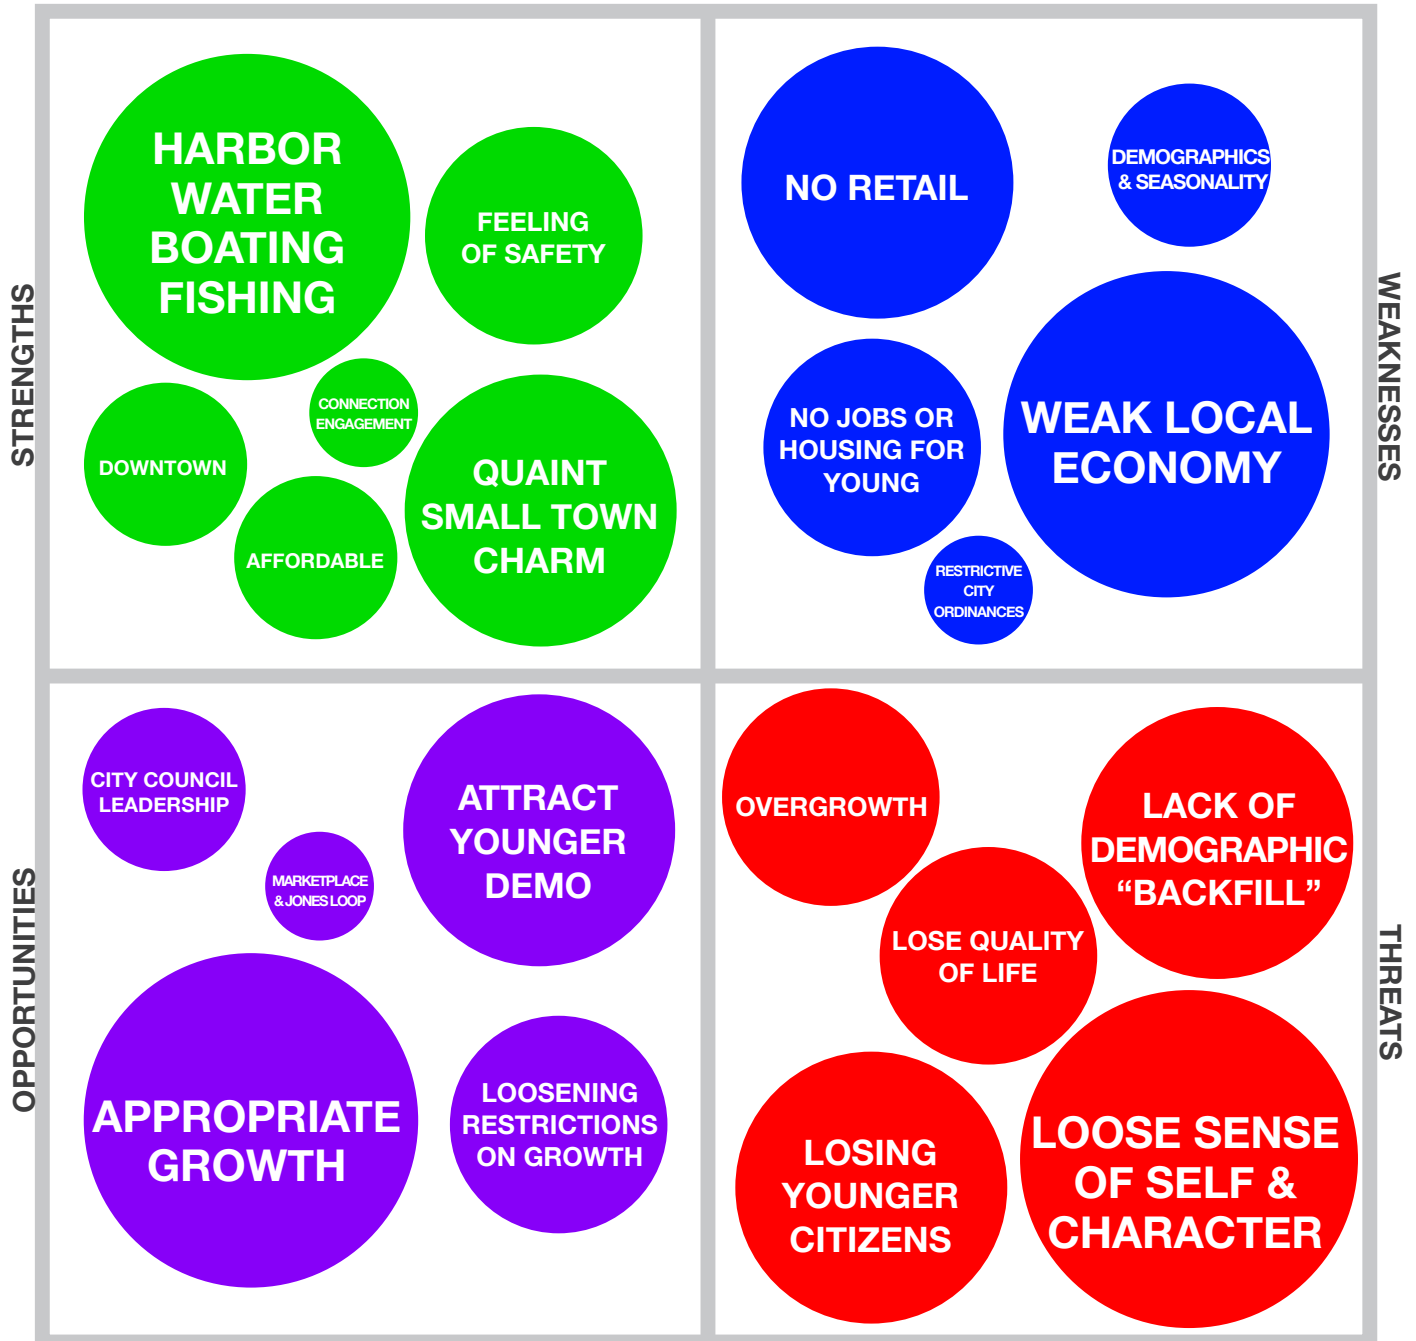 STRENGTHS
HARBOR
WATER
BOATING
FISHING
FEELING
OF SAFETY
CONNECTION
ENGAGEMENT
DOWNTOWN
AFFORDABLE
QUAINT
SMALL TOWN
CHARM
WEAKNESSES
NO RETAIL
DEMOGRAPHICS
& SEASONALITY
NO JOBS OR
HOUSING FOR
YOUNG
WEAK LOCAL
ECONOMY
RESTRICTIVE
CITY
ORDINANCES
OPPORTUNITIES
CITY COUNCIL
LEADERSHIP
ATTRACT
YOUNGER
DEMO
MARKETPLACE
& JONES LOOP
APPROPRIATE
GROWTH
LOOSENING
RESTRICTIONS
ON GROWTH
THREATS
OVERGROWTH
LACK OF
DEMOGRAPHIC
“BACKFILL”
LOSE QUALITY
OF LIFE
LOSING
YOUNGER
CITIZENS
LOOSE SENSE
OF SELF &
CHARACTER